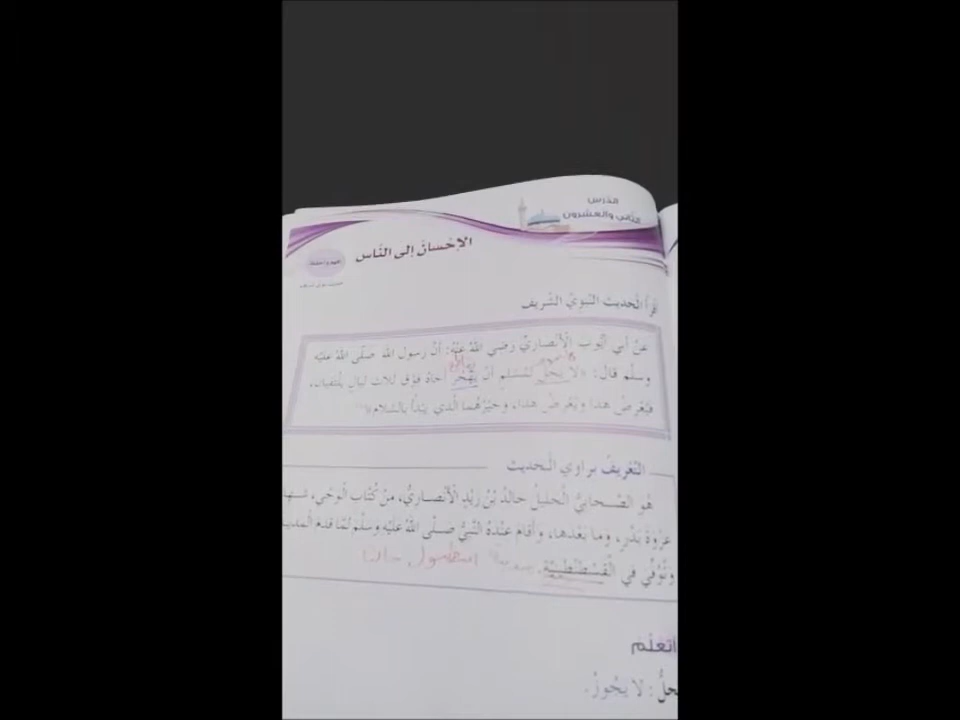 الدرس
الثاني والعشرون
الإحسان إلى الناس
اقرأ الحديث النبوي الشريف
عن أبي أيوب الأنصاري رضي الله عنه: أن رسول الله صلى الله عليه
وسلم قال: «لا يحل لمسلم أن يهجر أخاه فوق ثلاث ليال يلتقيان،
فيعرض هذا ويعرض هذا، وخيرهما الذي يبدأ بالسلام»
التعريف براوي الحديث
هو الصحابي الجليل خالد بن زيد الأنصاري، من كتاب الوحي،
غزوة بدر، وما بعدها، وأقام عنده النبي صلى الله عليه وسلم لما قدم
وتوفي في القسطنطينية
اسطنبول حاليا
أتعلم
يحل: لا يجوز.